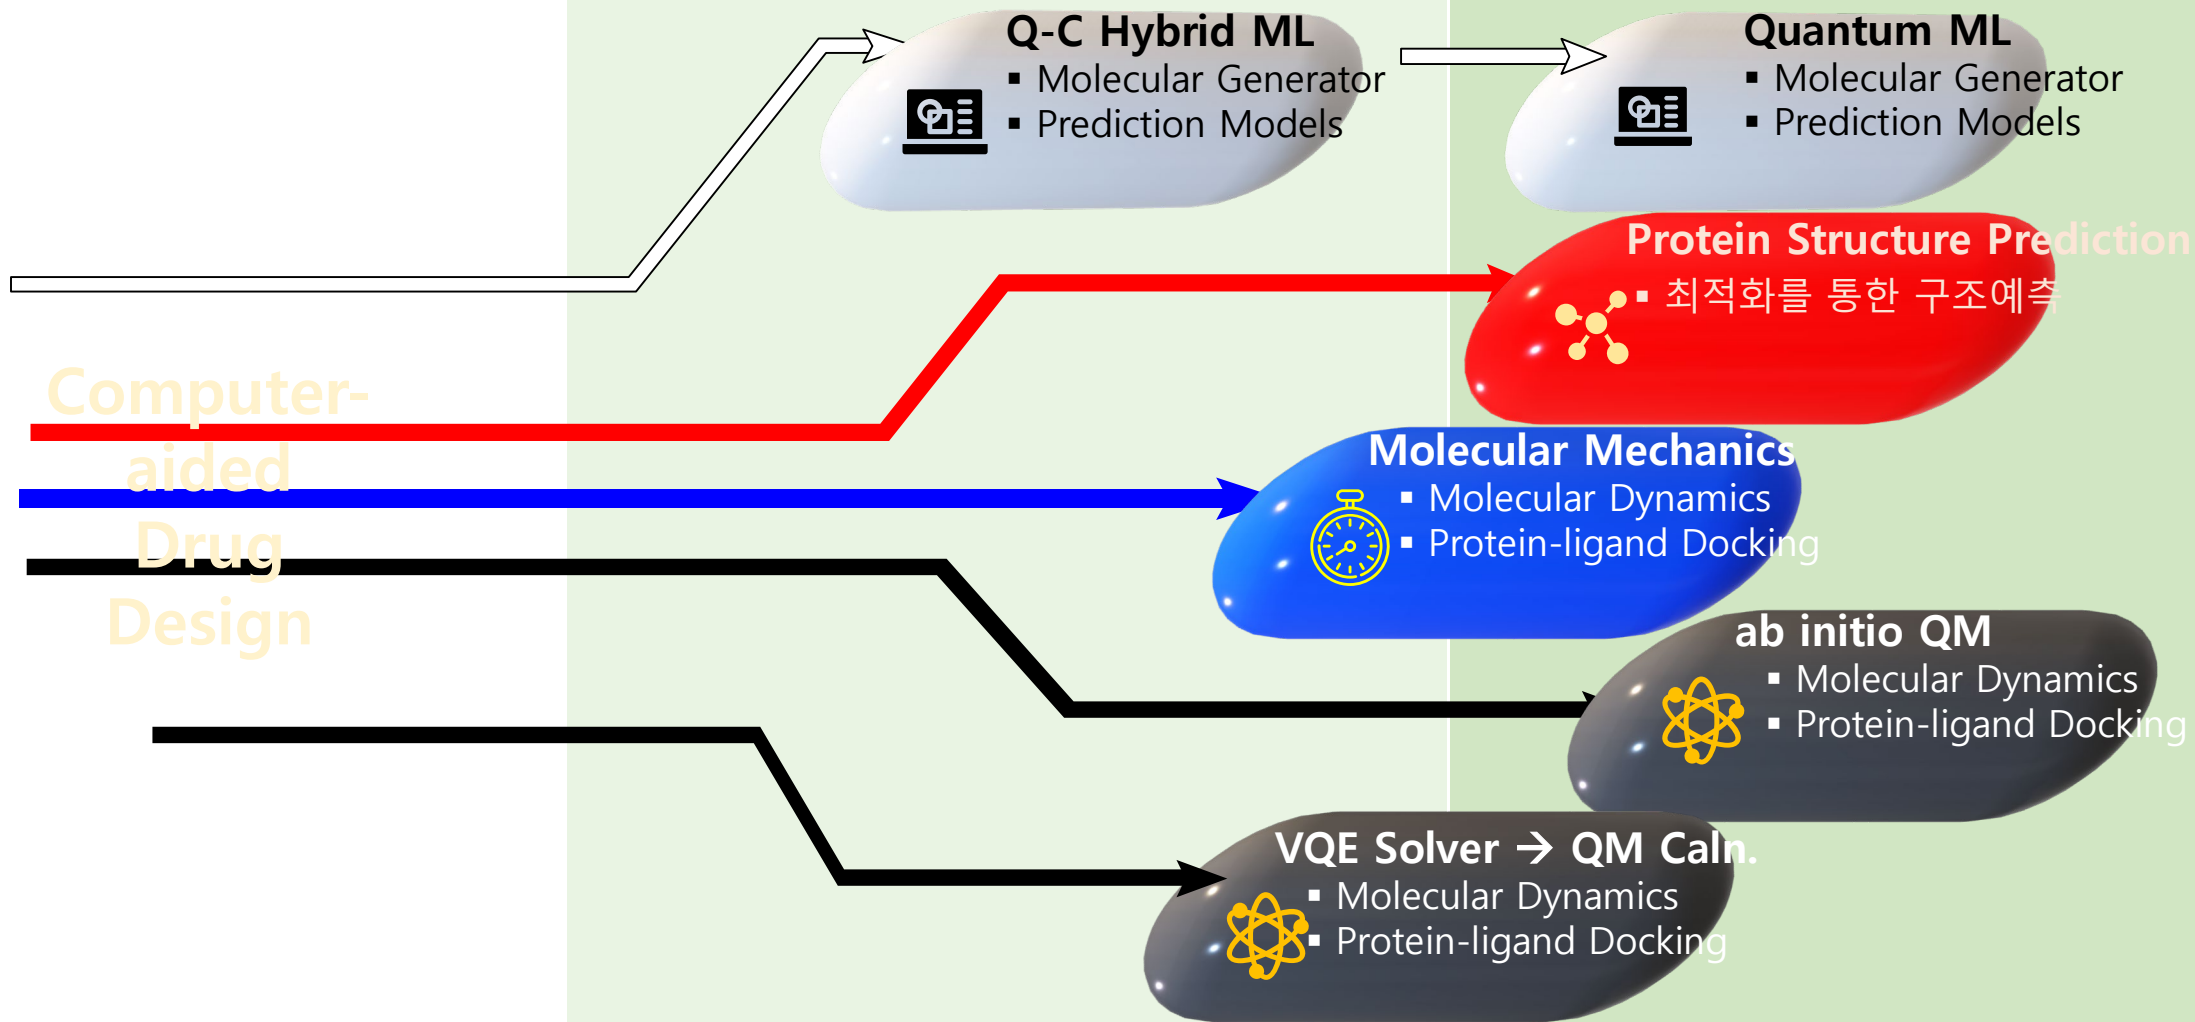 Q-C Hybrid ML
▪ Molecular Generator
▪ Prediction Models
Quantum ML
▪ Molecular Generator
▪ Prediction Models
Protein Structure Prediction
▪ 최적화를 통한 구조예측
Computer-
aided
Drug
Design
Molecular Mechanics
▪ Molecular Dynamics
▪ Protein-ligand Docking
ab initio QM
▪ Molecular Dynamics
▪ Protein-ligand Docking
VQE Solver → QM Caln.
▪ Molecular Dynamics
▪ Protein-ligand Docking